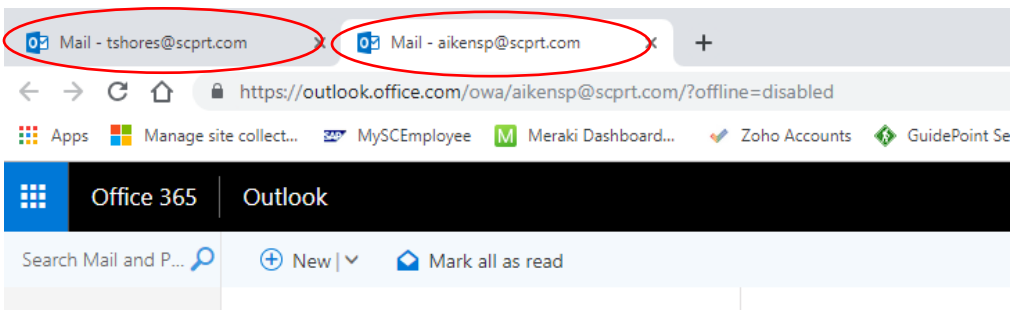 Mail - tshores@scprt.com Mail - aikensp@scprt.com
https://outlook.office.com/owa/aikensp@scprt.com/?offline=disabled
Apps Manage site collect... SAP MySCEmployee M Meraki Dashboard... Zoho Accounts GuidePoint Se
Office 365 Outlook
Search Mail and P... New Mark all as read